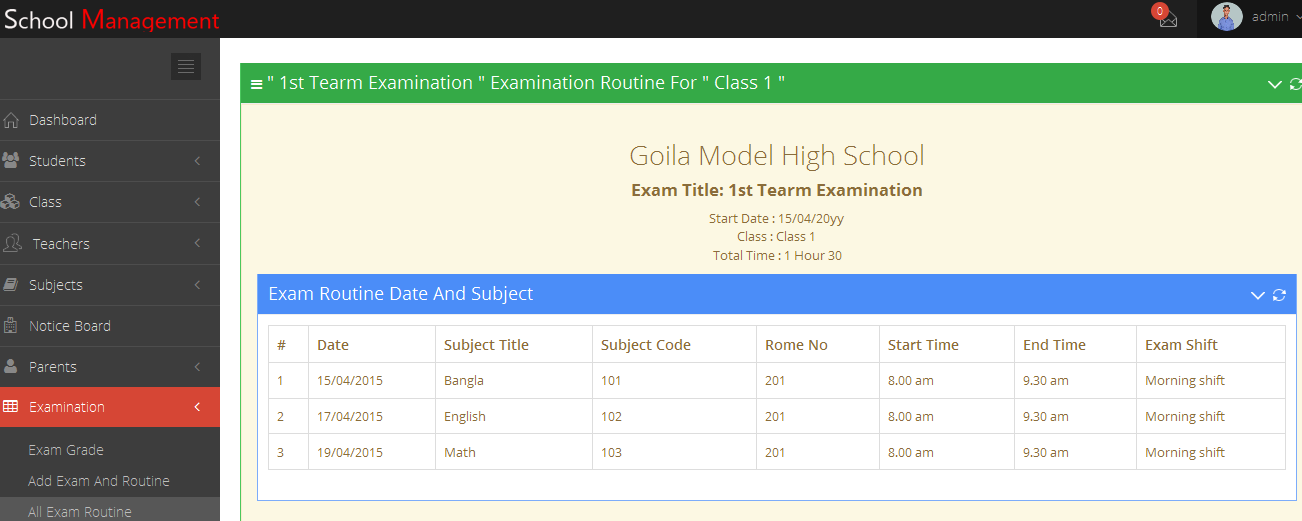 School Management
0
admin
Dashboard
Students
Class
Teachers
Subjects
Notice Board
Parents
Examination
Exam Grade
Add Exam And Routine
All Exam Routine
" 1st Tearm Examination " Examination Routine For " Class 1 "
Goila Model High School
Exam Title: 1st Tearm Examination
Start Date : 15/04/20yy
Class : Class 1
Total Time : 1 Hour 30
Exam Routine Date And Subject
# Date Subject Title Subject Code Rome No Start Time End Time Exam Shift
1 15/04/2015 Bangla 101 201 8.00 am 9.30 am Morning shift
2 17/04/2015 English 102 201 8.00 am 9.30 am Morning shift
3 19/04/2015 Math 103 201 8.00 am 9.30 am Morning shift